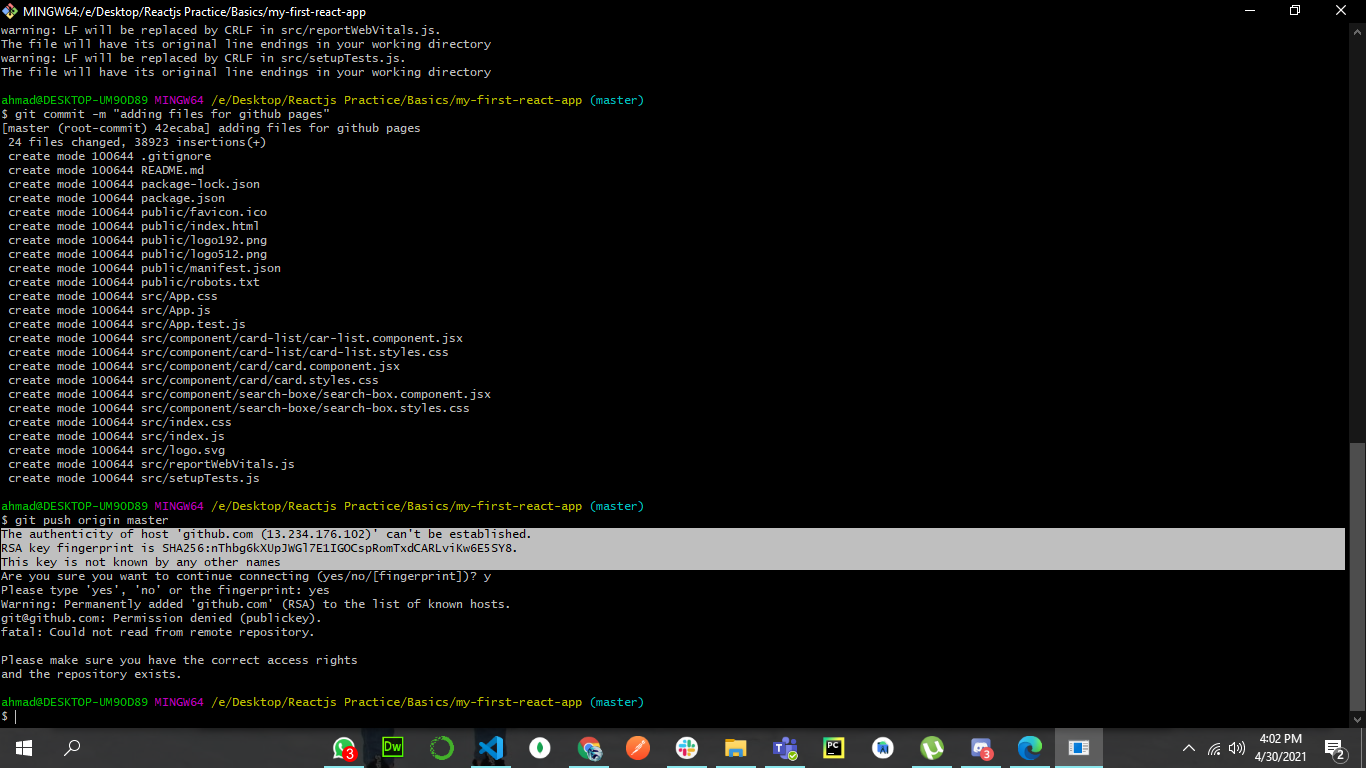 MINGW64:/e/Desktop/Reactjs Practice/Basics/my-first-react-app
warning: LF will be replaced by CRLF in src/reportWebVitals.js.
The file will have its original line endings in your working directory
warning: LF will be replaced by CRLF in src/setupTests.js.
The file will have its original line endings in your working directory
ahmad@DESKTOP-UM9OD89 MINGW64 /e/Desktop/Reactjs Practice/Basics/my-first-react-app (master)
$ git commit -m "adding files for github pages"
[master (root-commit) 42ecaba] adding files for github pages
 24 files changed, 38923 insertions(+)
 create mode 100644 .gitignore
 create mode 100644 README.md
 create mode 100644 package-lock.json
 create mode 100644 package.json
 create mode 100644 public/favicon.ico
 create mode 100644 public/index.html
 create mode 100644 public/logo192.png
 create mode 100644 public/logo512.png
 create mode 100644 public/manifest.json
 create mode 100644 public/robots.txt
 create mode 100644 src/App.css
 create mode 100644 src/App.js
 create mode 100644 src/App.test.js
 create mode 100644 src/component/card-list/car-list.component.jsx
 create mode 100644 src/component/card-list/card-list.styles.css
 create mode 100644 src/component/card/card.component.jsx
 create mode 100644 src/component/card/card.styles.css
 create mode 100644 src/component/search-boxe/search-box.component.jsx
 create mode 100644 src/component/search-boxe/search-box.styles.css
 create mode 100644 src/index.css
 create mode 100644 src/index.js
 create mode 100644 src/logo.svg
 create mode 100644 src/reportWebVitals.js
 create mode 100644 src/setupTests.js
ahmad@DESKTOP-UM9OD89 MINGW64 /e/Desktop/Reactjs Practice/Basics/my-first-react-app (master)
$ git push origin master
The authenticity of host 'github.com (13.234.176.102)' can't be established.
RSA key fingerprint is SHA256:nThbg6kXUpJWGl7E1IGOCspRomTxdCARLviKw6E5SY8.
This key is not known by any other names
Are you sure you want to continue connecting (yes/no/[fingerprint])? y
Please type 'yes', 'no' or the fingerprint: yes
Warning: Permanently added 'github.com' (RSA) to the list of known hosts.
git@github.com: Permission denied (publickey).
fatal: Could not read from remote repository.
Please make sure you have the correct access rights
and the repository exists.
ahmad@DESKTOP-UM9OD89 MINGW64 /e/Desktop/Reactjs Practice/Basics/my-first-react-app (master)
$
3
Dw
PC
3
4:02 PM
4/30/2021
2